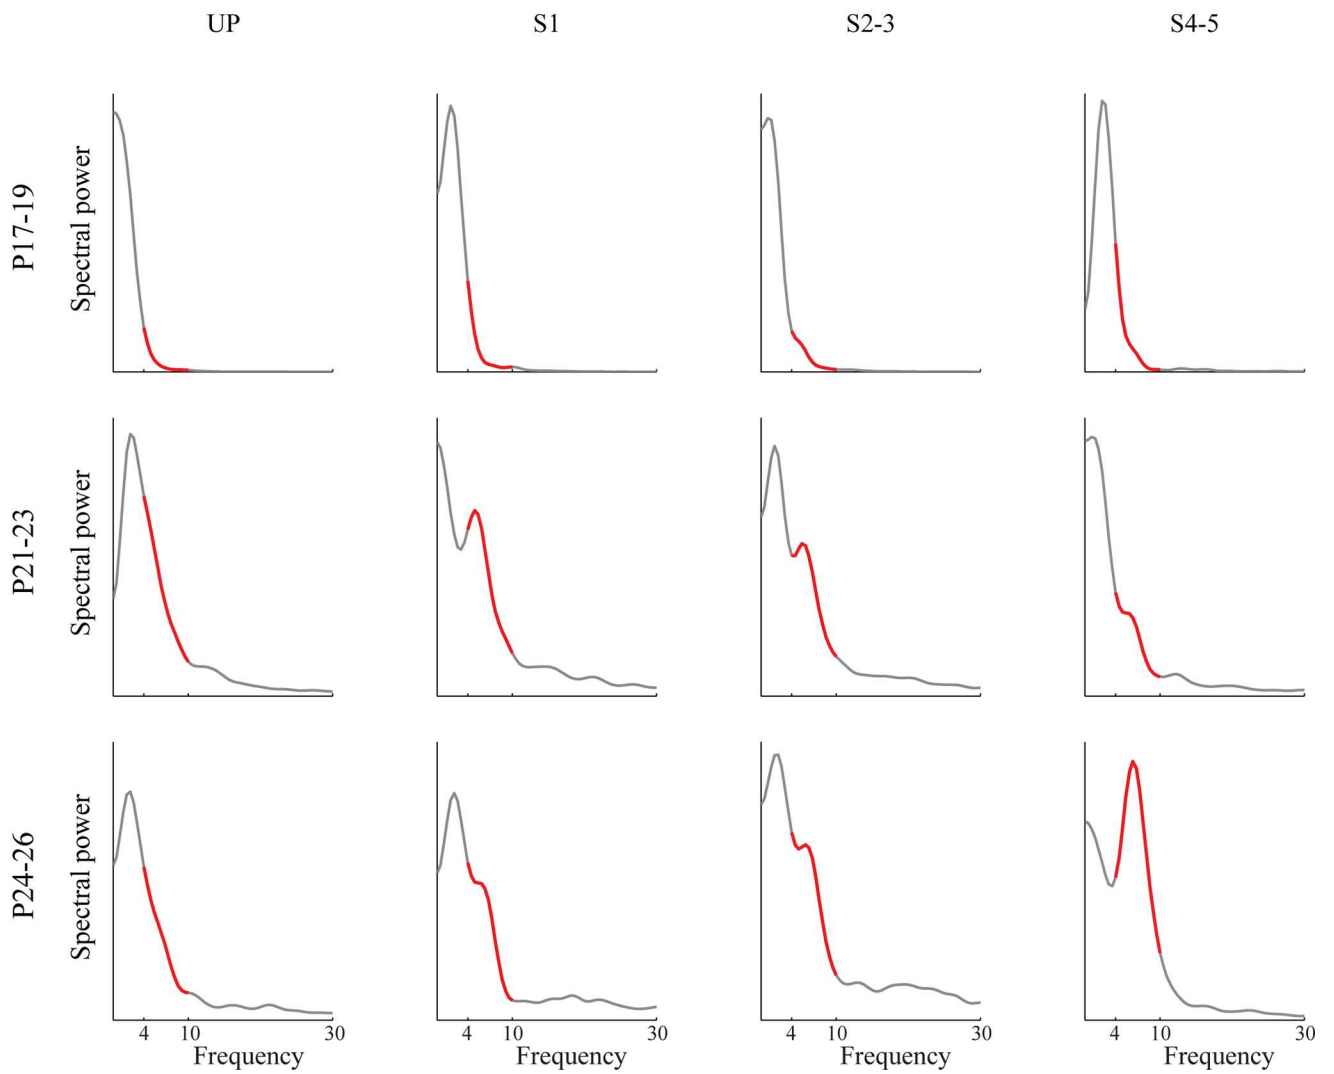 UP S1 S2-3 S4-5
P17-19
Spectral power
P21-23
Spectral power
P24-26
Spectral power
4 10 30 4 10 30 4 10 30 4 10 30
Frequency Frequency Frequency Frequency